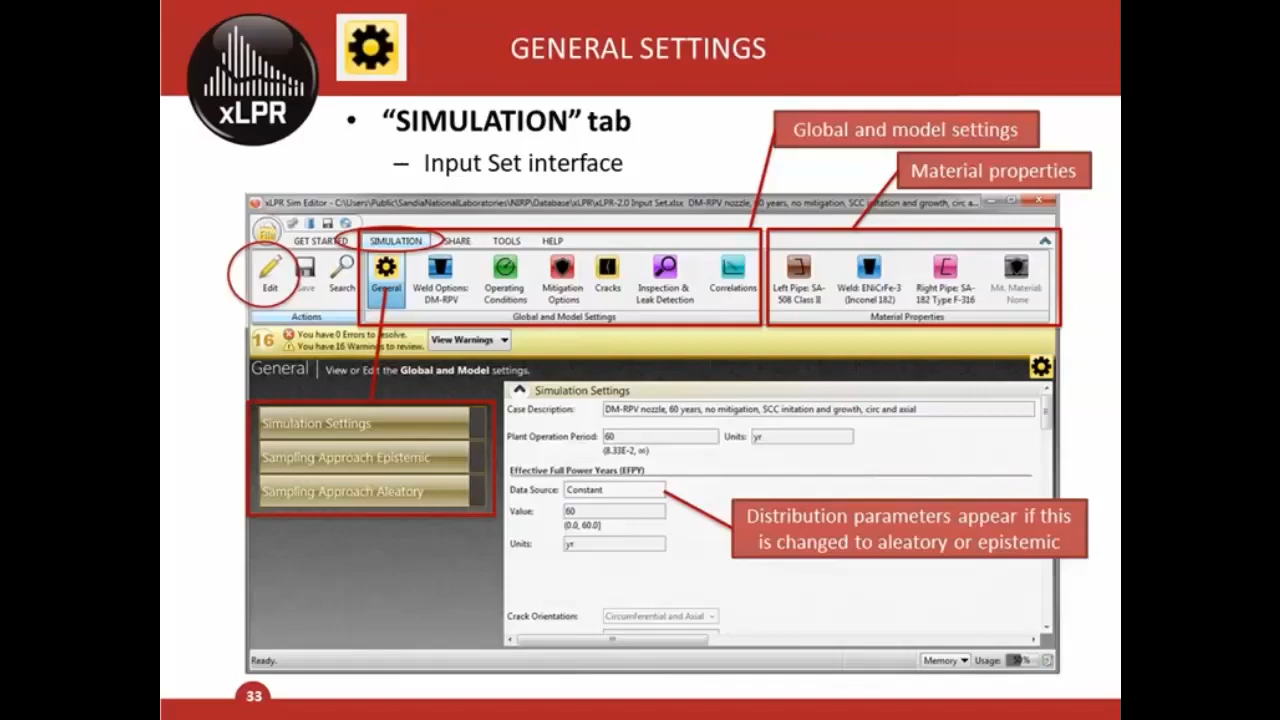 xLPR
GENERAL SETTINGS
• “SIMULATION” tab
– Input Set interface
Global and model settings
Material properties
xLPR Sim Editor - C:\Users\Public\SandiaNationalLaboratories\NIRP\Database\xLPR\xLPR-2.0 Input Set.xlsx DM-RPV nozzle, 60 years, no mitigation, SCC initation and growth, circ a...
File
GET STARTED SIMULATION SHARE TOOLS HELP
Edit
Save
Search
General
Weld Options:
DM-RPV
Operating
Conditions
Mitigation
Options
Cracks
Inspection &
Leak Detection
Correlations
Left Pipe: SA-
508 Class II
Weld: ENiCrFe-3
(Inconel 182)
Right Pipe: SA-
182 Type F-316
Mit. Material:
None
Actions
Global and Model Settings
Material Properties
16
You have 0 Errors to resolve.
You have 16 Warnings to review.
View Warnings
General | View or Edit the Global and Model settings.
Simulation Settings
Sampling Approach Epistemic
Sampling Approach Aleatory
Simulation Settings
Case Description: DM-RPV nozzle, 60 years, no mitigation, SCC initation and growth, circ and axial
Plant Operation Period: 60 Units: yr
(8.33E-2, ∞)
Effective Full Power Years (EFPY)
Data Source: Constant
Value: 60
(0.0, 60.0]
Units: yr
Distribution parameters appear if this
is changed to aleatory or epistemic
Crack Orientation: Circumferential and Axial
Ready.
Memory Usage:
33